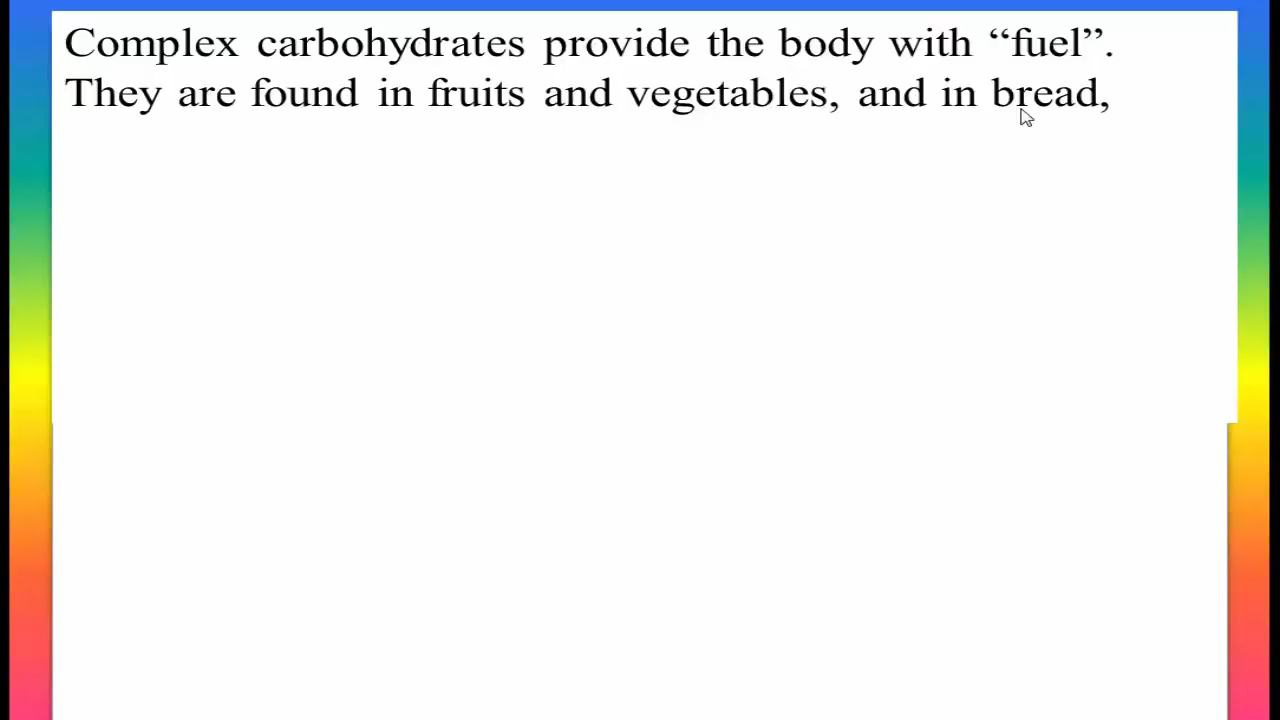 Complex carbohydrates provide the body with “fuel”.
They are found in fruits and vegetables, and in bread,